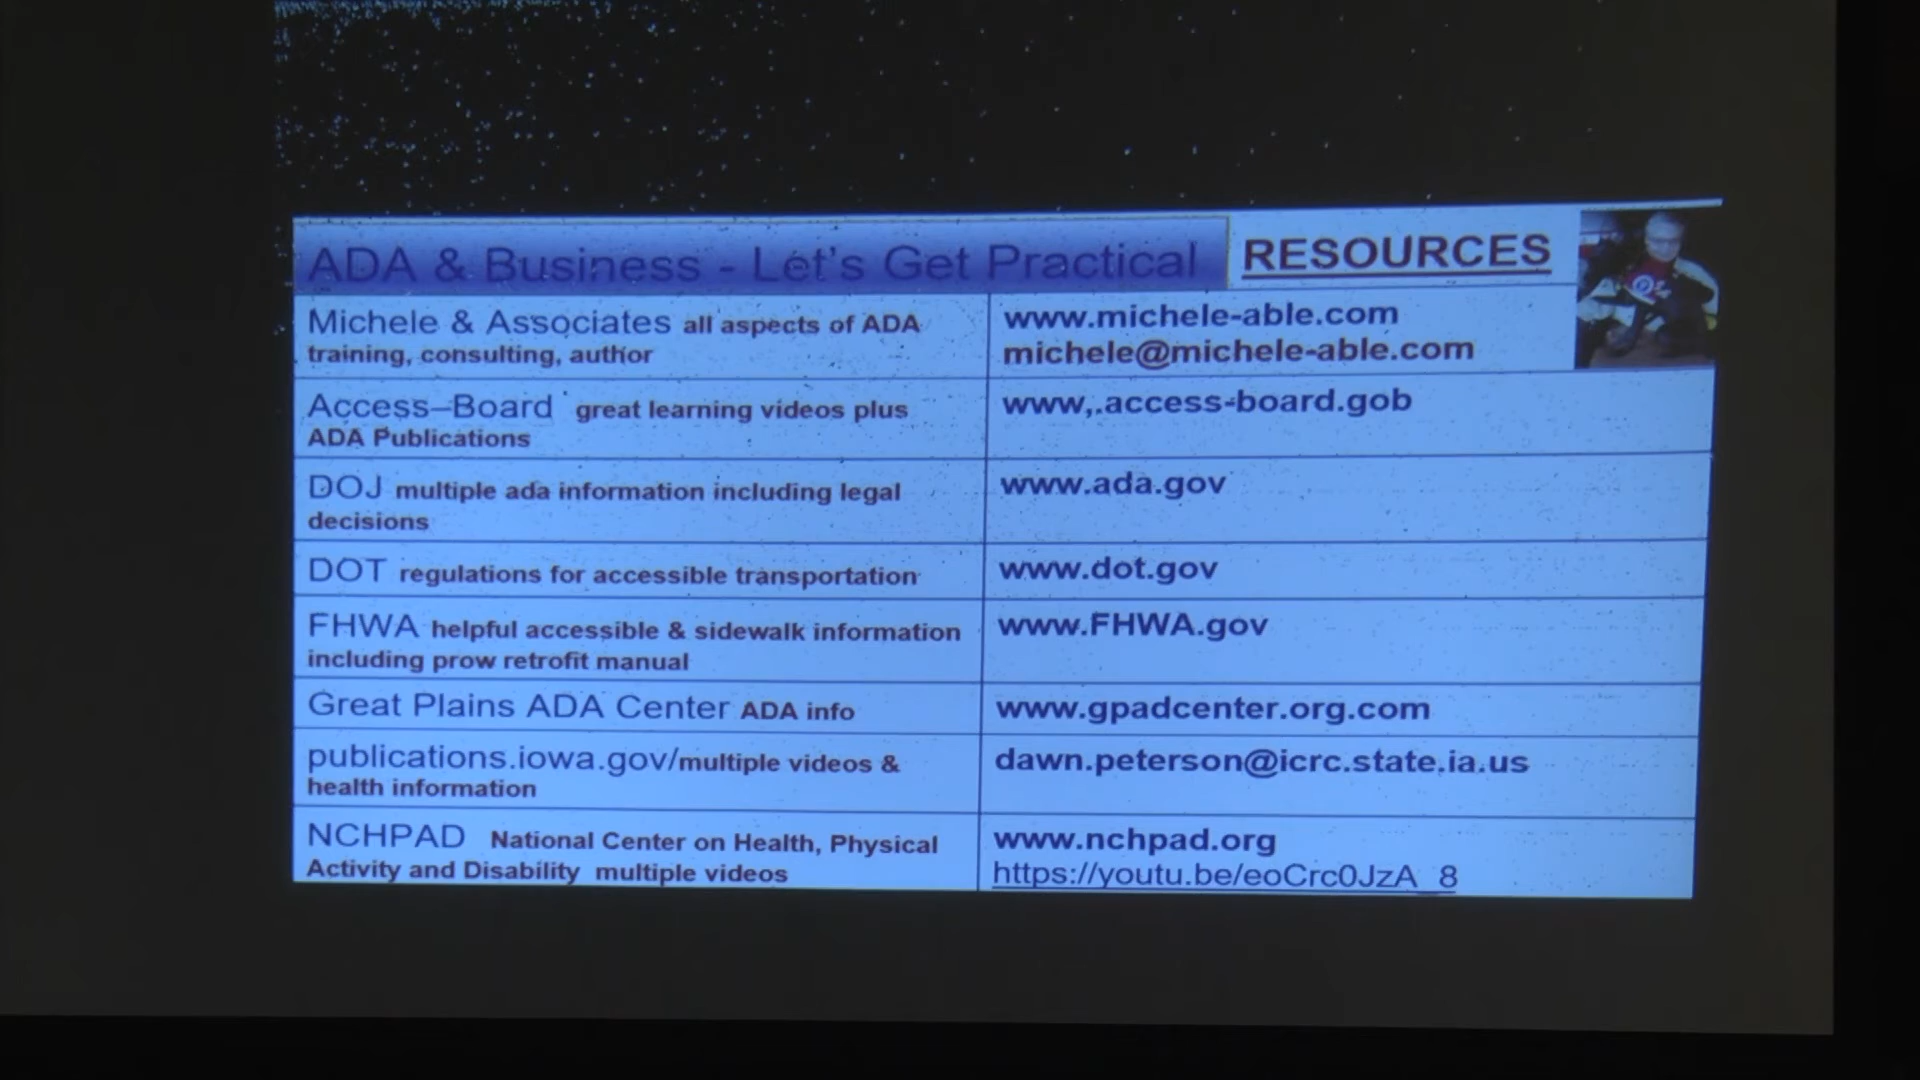 ADA & Business - Let's Get Practical
RESOURCES
Michele & Associates all aspects of ADA
training, consulting, author
www.michele-able.com
michele@michele-able.com
Access–Board great learning videos plus
ADA Publications
www,.access-board.gob
DOJ multiple ada information including legal
decisions
www.ada.gov
DOT regulations for accessible transportation
www.dot.gov
FHWA helpful accessible & sidewalk information
including prow retrofit manual
www.FHWA.gov
Great Plains ADA Center ADA info
www.gpadcenter.org.com
publications.iowa.gov/multiple videos &
health information
dawn.peterson@icrc.state.ia.us
NCHPAD National Center on Health, Physical
Activity and Disability multiple videos
www.nchpad.org
https://youtu.be/eoCrc0JzA_8